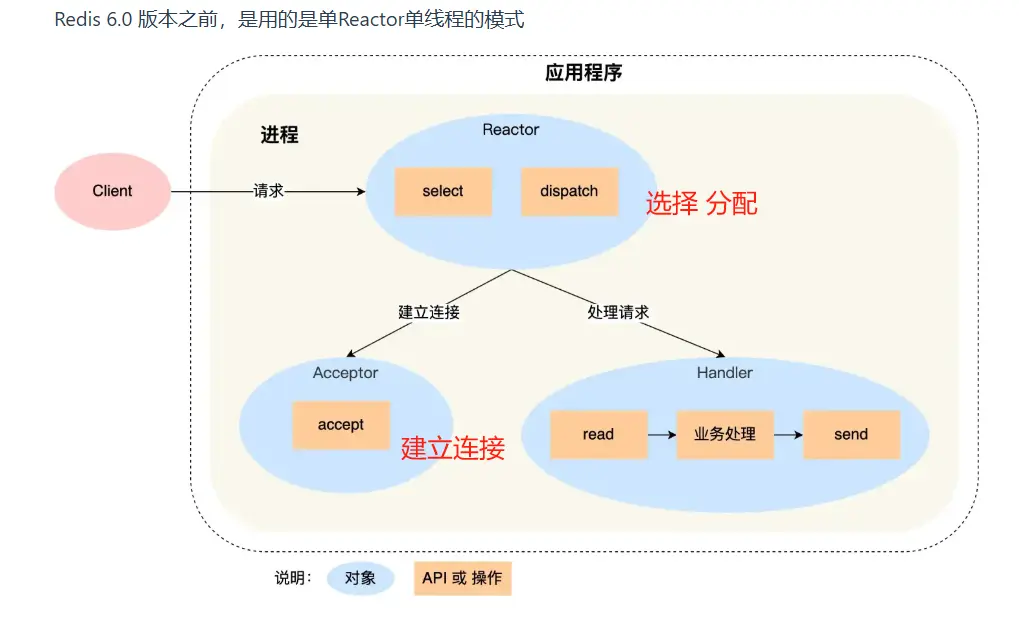 Redis 6.0 版本之前，是用的是单Reactor单线程的模式
应用程序
进程
Reactor
Client
请求
select
dispatch
选择 分配
建立连接
处理请求
Acceptor
Handler
accept
建立连接
read
业务处理
send
说明：
对象
API 或 操作